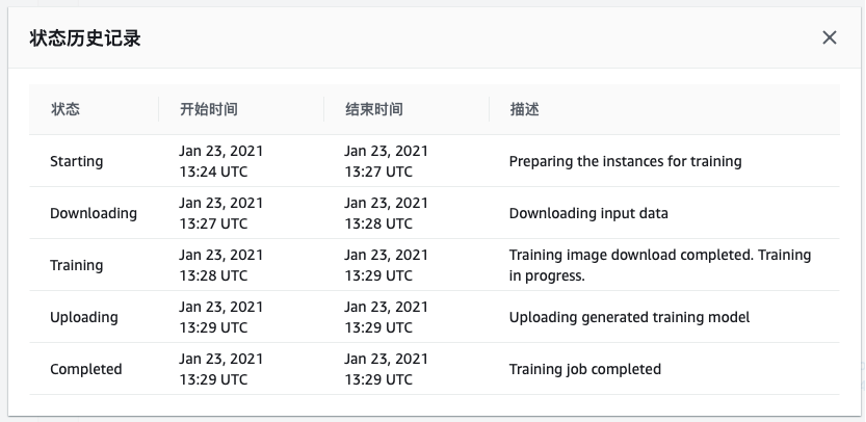 状态历史记录
状态 开始时间 结束时间 描述
Starting Jan 23, 2021 13:24 UTC Jan 23, 2021 13:27 UTC Preparing the instances for training
Downloading Jan 23, 2021 13:27 UTC Jan 23, 2021 13:28 UTC Downloading input data
Training Jan 23, 2021 13:28 UTC Jan 23, 2021 13:29 UTC Training image download completed. Training in progress.
Uploading Jan 23, 2021 13:29 UTC Jan 23, 2021 13:29 UTC Uploading generated training model
Completed Jan 23, 2021 13:29 UTC Jan 23, 2021 13:29 UTC Training job completed